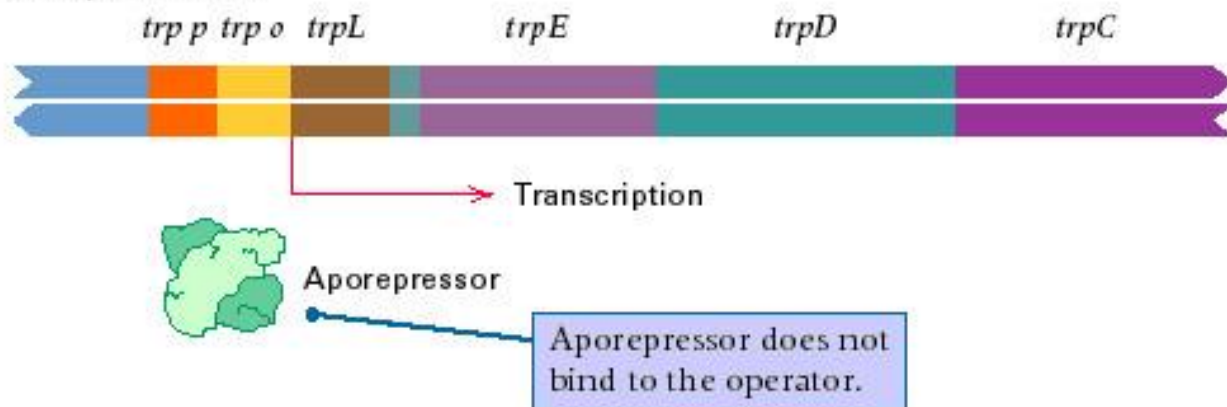 trp p trp o trpL trpE trpD trpC
Transcription
Aporepressor
Aporepressor does not
bind to the operator.